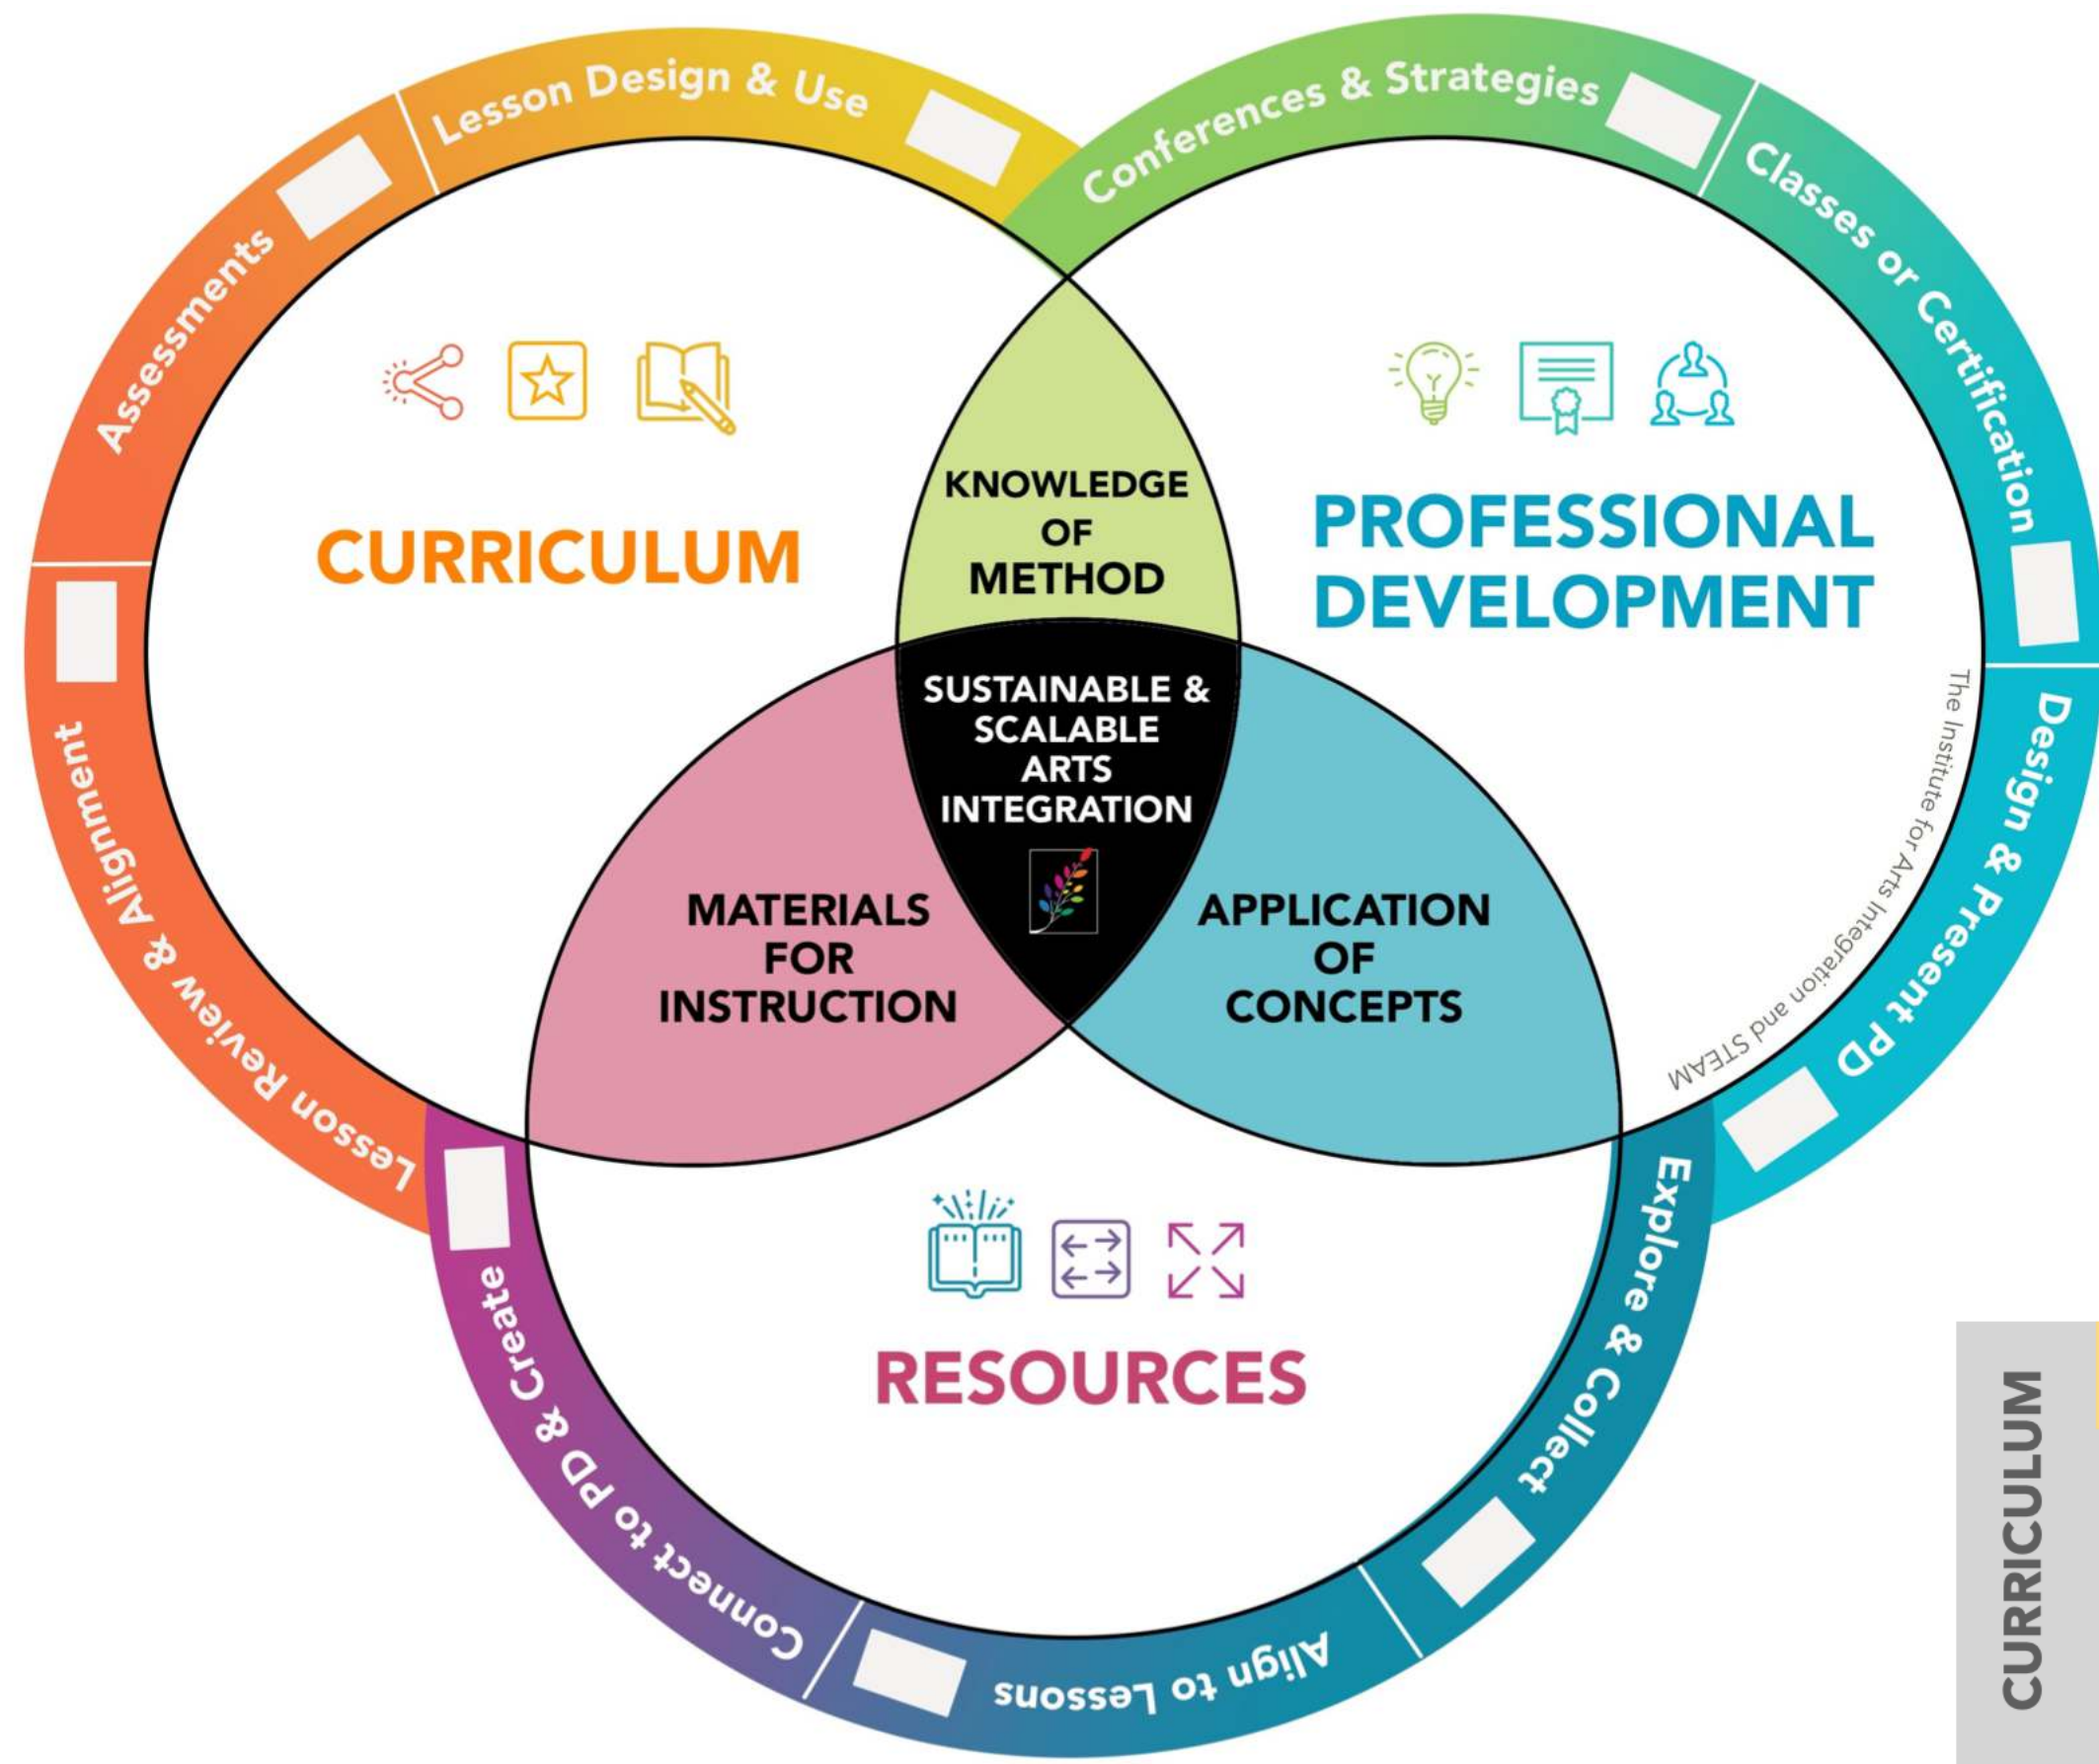 Lesson Design & Use
Conferences & Strategies
Assessments
Classes or Certification
CURRICULUM
KNOWLEDGE
OF
METHOD
PROFESSIONAL
DEVELOPMENT
SUSTAINABLE &
SCALABLE
ARTS
INTEGRATION
The Institute for Arts Integration and STEAM
Design & Present PD
Lesson Review & Alignment
MATERIALS
FOR
INSTRUCTION
APPLICATION
OF
CONCEPTS
RESOURCES
Explore & Collect
Connect to PD & Create
Align to Lessons
CURRICULUM